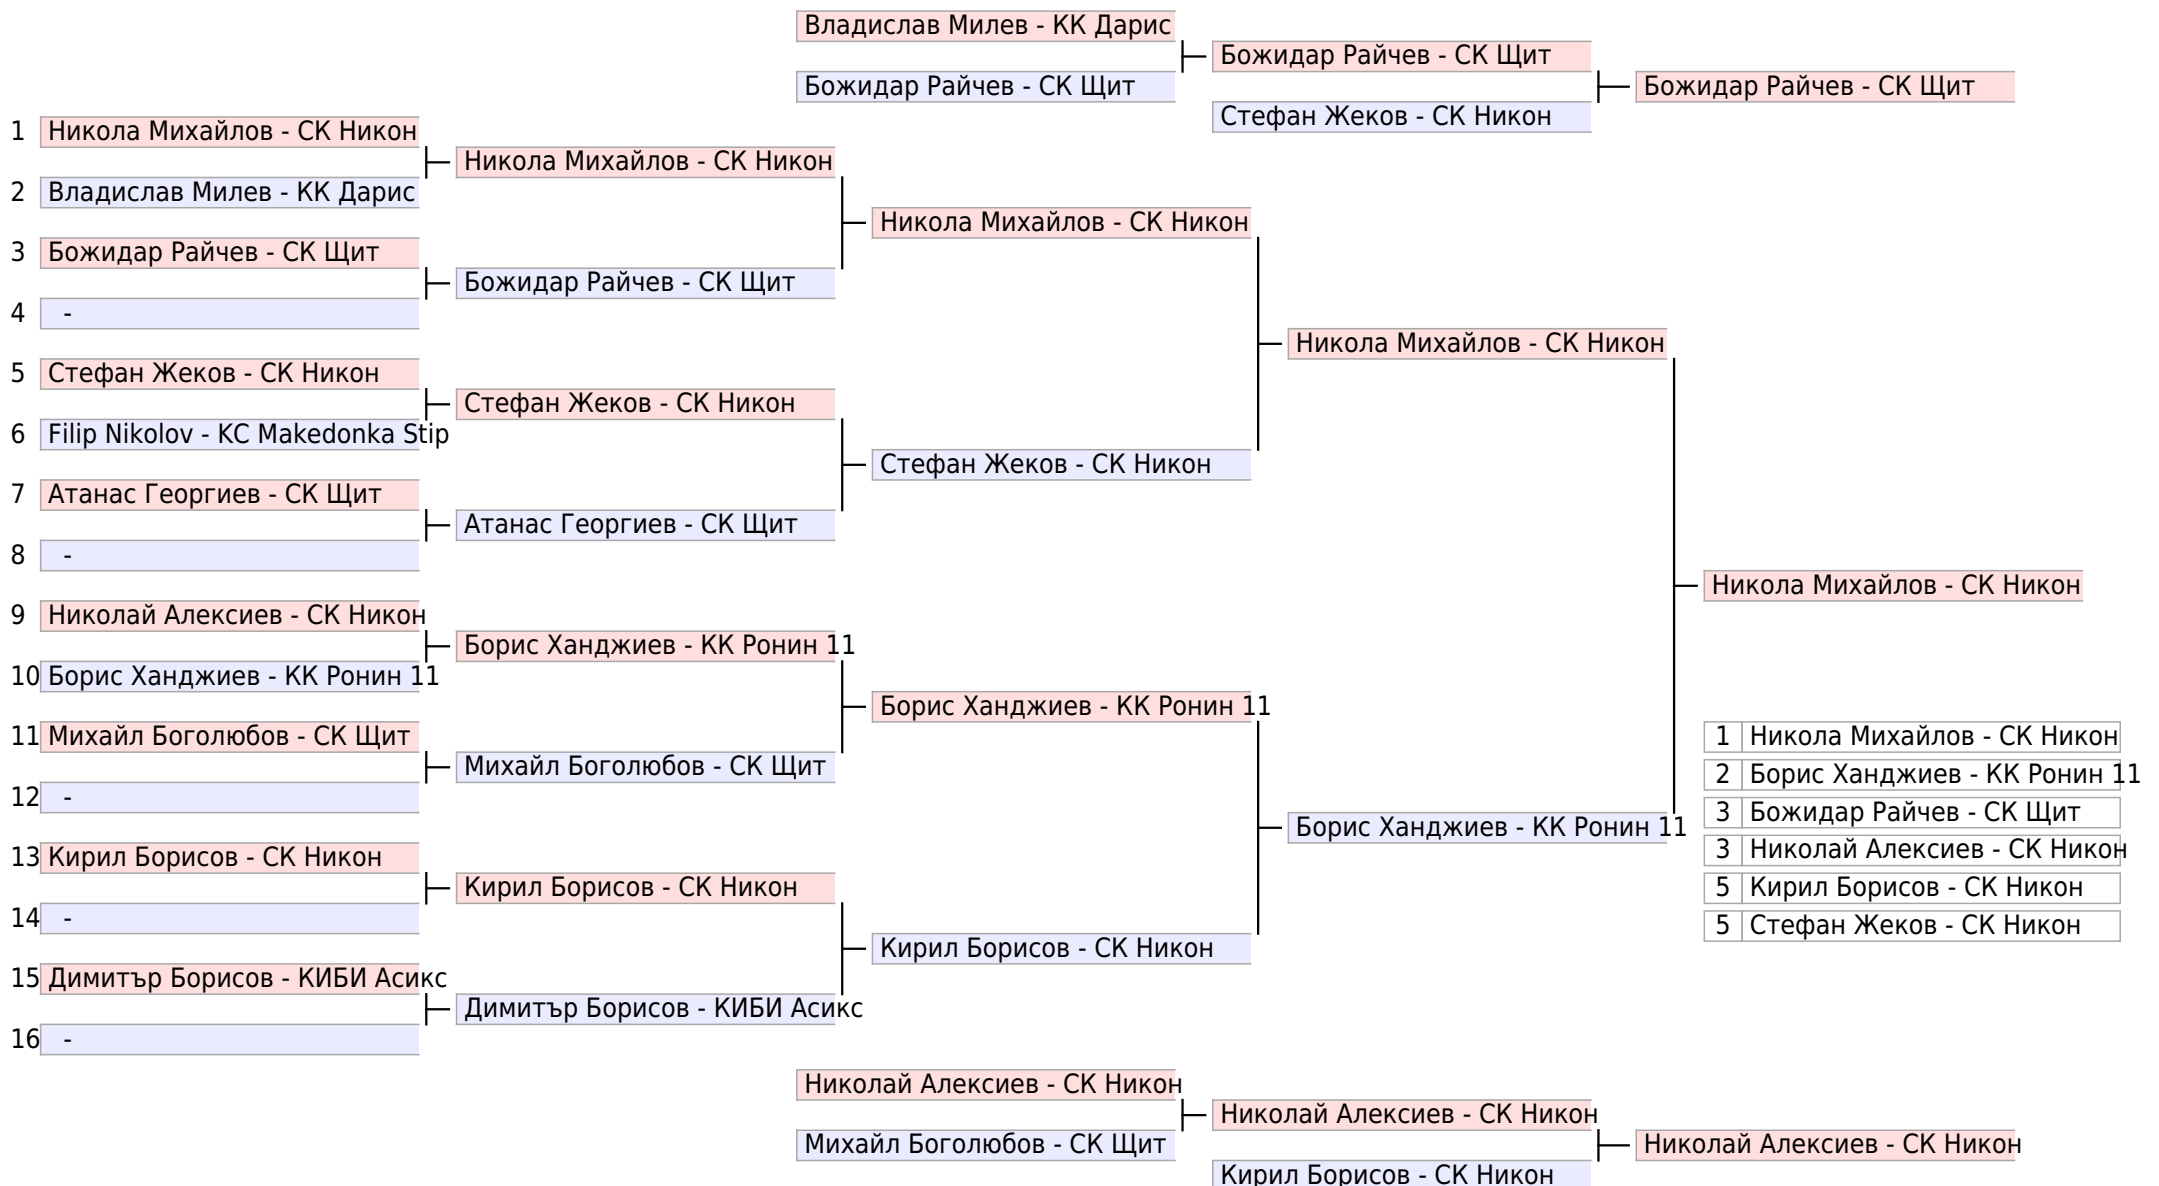 Владислав Милев - КК Дарис
Божидар Райчев - СК Щит
Божидар Райчев - СК Щит
Божидар Райчев - СК Щит
Стефан Жеков - СК Никон
1 Никола Михайлов - СК Никон
Никола Михайлов - СК Никон
2 Владислав Милев - КК Дарис
Никола Михайлов - СК Никон
3 Божидар Райчев - СК Щит
Божидар Райчев - СК Щит
4 -
Никола Михайлов - СК Никон
5 Стефан Жеков - СК Никон
Стефан Жеков - СК Никон
6 Filip Nikolov - KC Makedonka Stip
Стефан Жеков - СК Никон
7 Атанас Георгиев - СК Щит
Атанас Георгиев - СК Щит
8 -
Никола Михайлов - СК Никон
9 Николай Алексиев - СК Никон
Борис Ханджиев - КК Ронин 11
10 Борис Ханджиев - КК Ронин 11
Борис Ханджиев - КК Ронин 11
11 Михайл Боголюбов - СК Щит
Михайл Боголюбов - СК Щит
12 -
Борис Ханджиев - КК Ронин 11
13 Кирил Борисов - СК Никон
Кирил Борисов - СК Никон
14 -
Кирил Борисов - СК Никон
15 Димитър Борисов - КИБИ Асикс
Димитър Борисов - КИБИ Асикс
16 -
1 Никола Михайлов - СК Никон
2 Борис Ханджиев - КК Ронин 11
3 Божидар Райчев - СК Щит
3 Николай Алексиев - СК Никон
5 Кирил Борисов - СК Никон
5 Стефан Жеков - СК Никон
Николай Алексиев - СК Никон
Николай Алексиев - СК Никон
Михайл Боголюбов - СК Щит
Николай Алексиев - СК Никон
Кирил Борисов - СК Никон